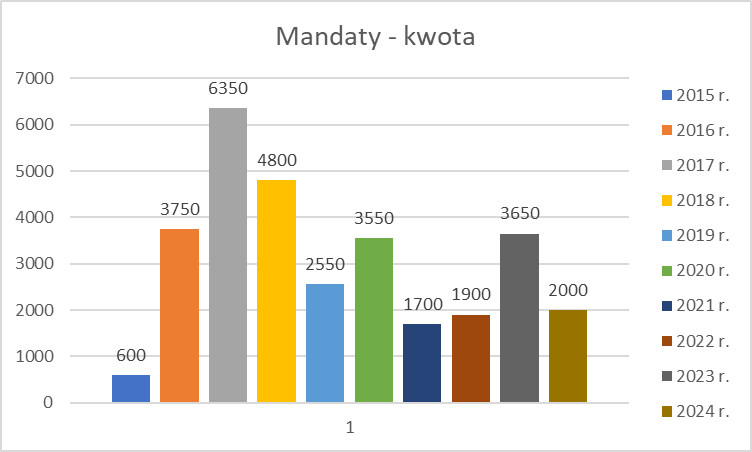 Mandaty - kwota
7000
6000
5000
4000
3000
2000
1000
0
600
3750
6350
4800
2550
3550
1700
1900
3650
2000
1
2015 r.
2016 r.
2017 r.
2018 r.
2019 r.
2020 r.
2021 r.
2022 r.
2023 r.
2024 r.